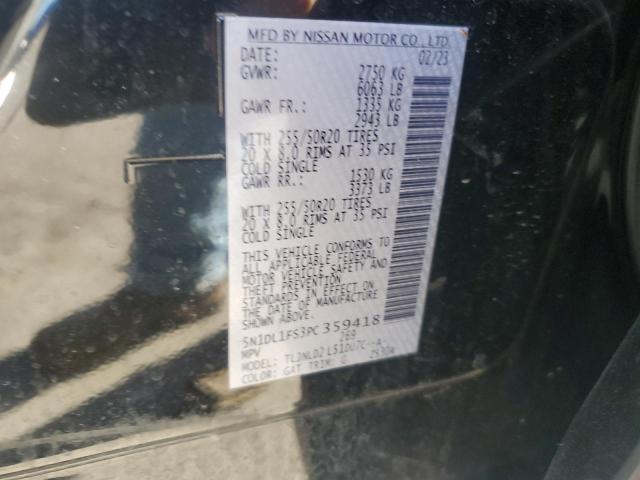 MFD BY NISSAN MOTOR CO., LTD.
DATE: 02/23
GVWR: 2750 KG
6063 LB
GAWR FR.: 1335 KG
2943 LB
WITH 255/50R20 TIRES
20 X 8.0 RIMS AT 35 PSI
COLD SINGLE
GAWR RR.: 1530 KG
3373 LB
WITH 255/50R20 TIRES
20 X 8.0 RIMS AT 35 PSI
COLD SINGLE
THIS VEHICLE CONFORMS TO
ALL APPLICABLE FEDERAL
MOTOR VEHICLE SAFETY AND
THEFT PREVENTION
STANDARDS IN EFFECT ON
THE DATE OF MANUFACTURE
5N1DL1FS3PC359418
MPV 269
MODEL:
COLOR: GAT TRIM: G